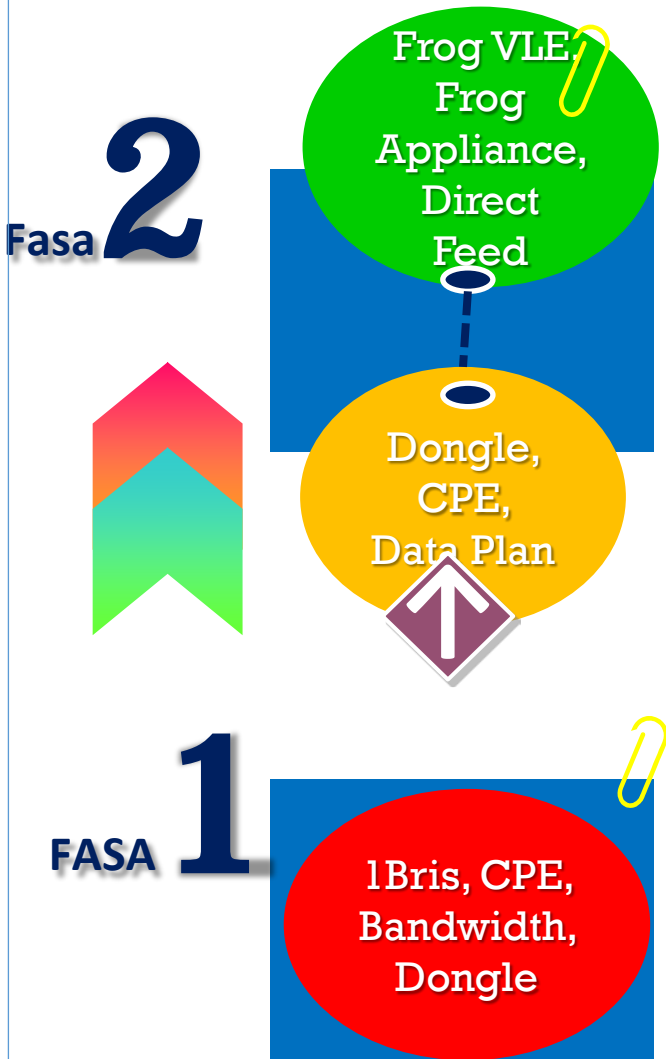 Frog VLE,
Frog
Appliance,
Direct
Feed
Fasa 2
Dongle,
CPE,
Data Plan
FASA 1
1Bris, CPE,
Bandwidth,
Dongle